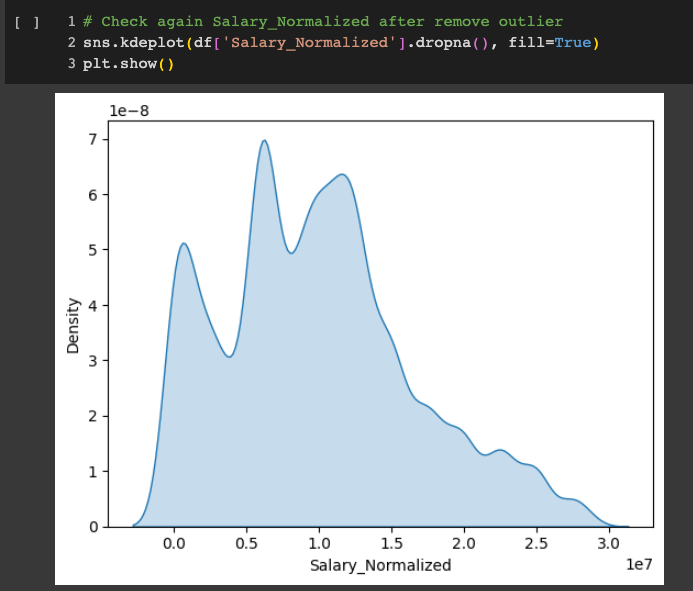 [ ] 1 # Check again Salary_Normalized after remove outlier
2 sns.kdeplot(df['Salary_Normalized'].dropna(), fill=True)
3 plt.show()
1e−8
7
6
5
4
3
2
1
0
Density
0.0 0.5 1.0 1.5 2.0 2.5 3.0
Salary_Normalized 1e7